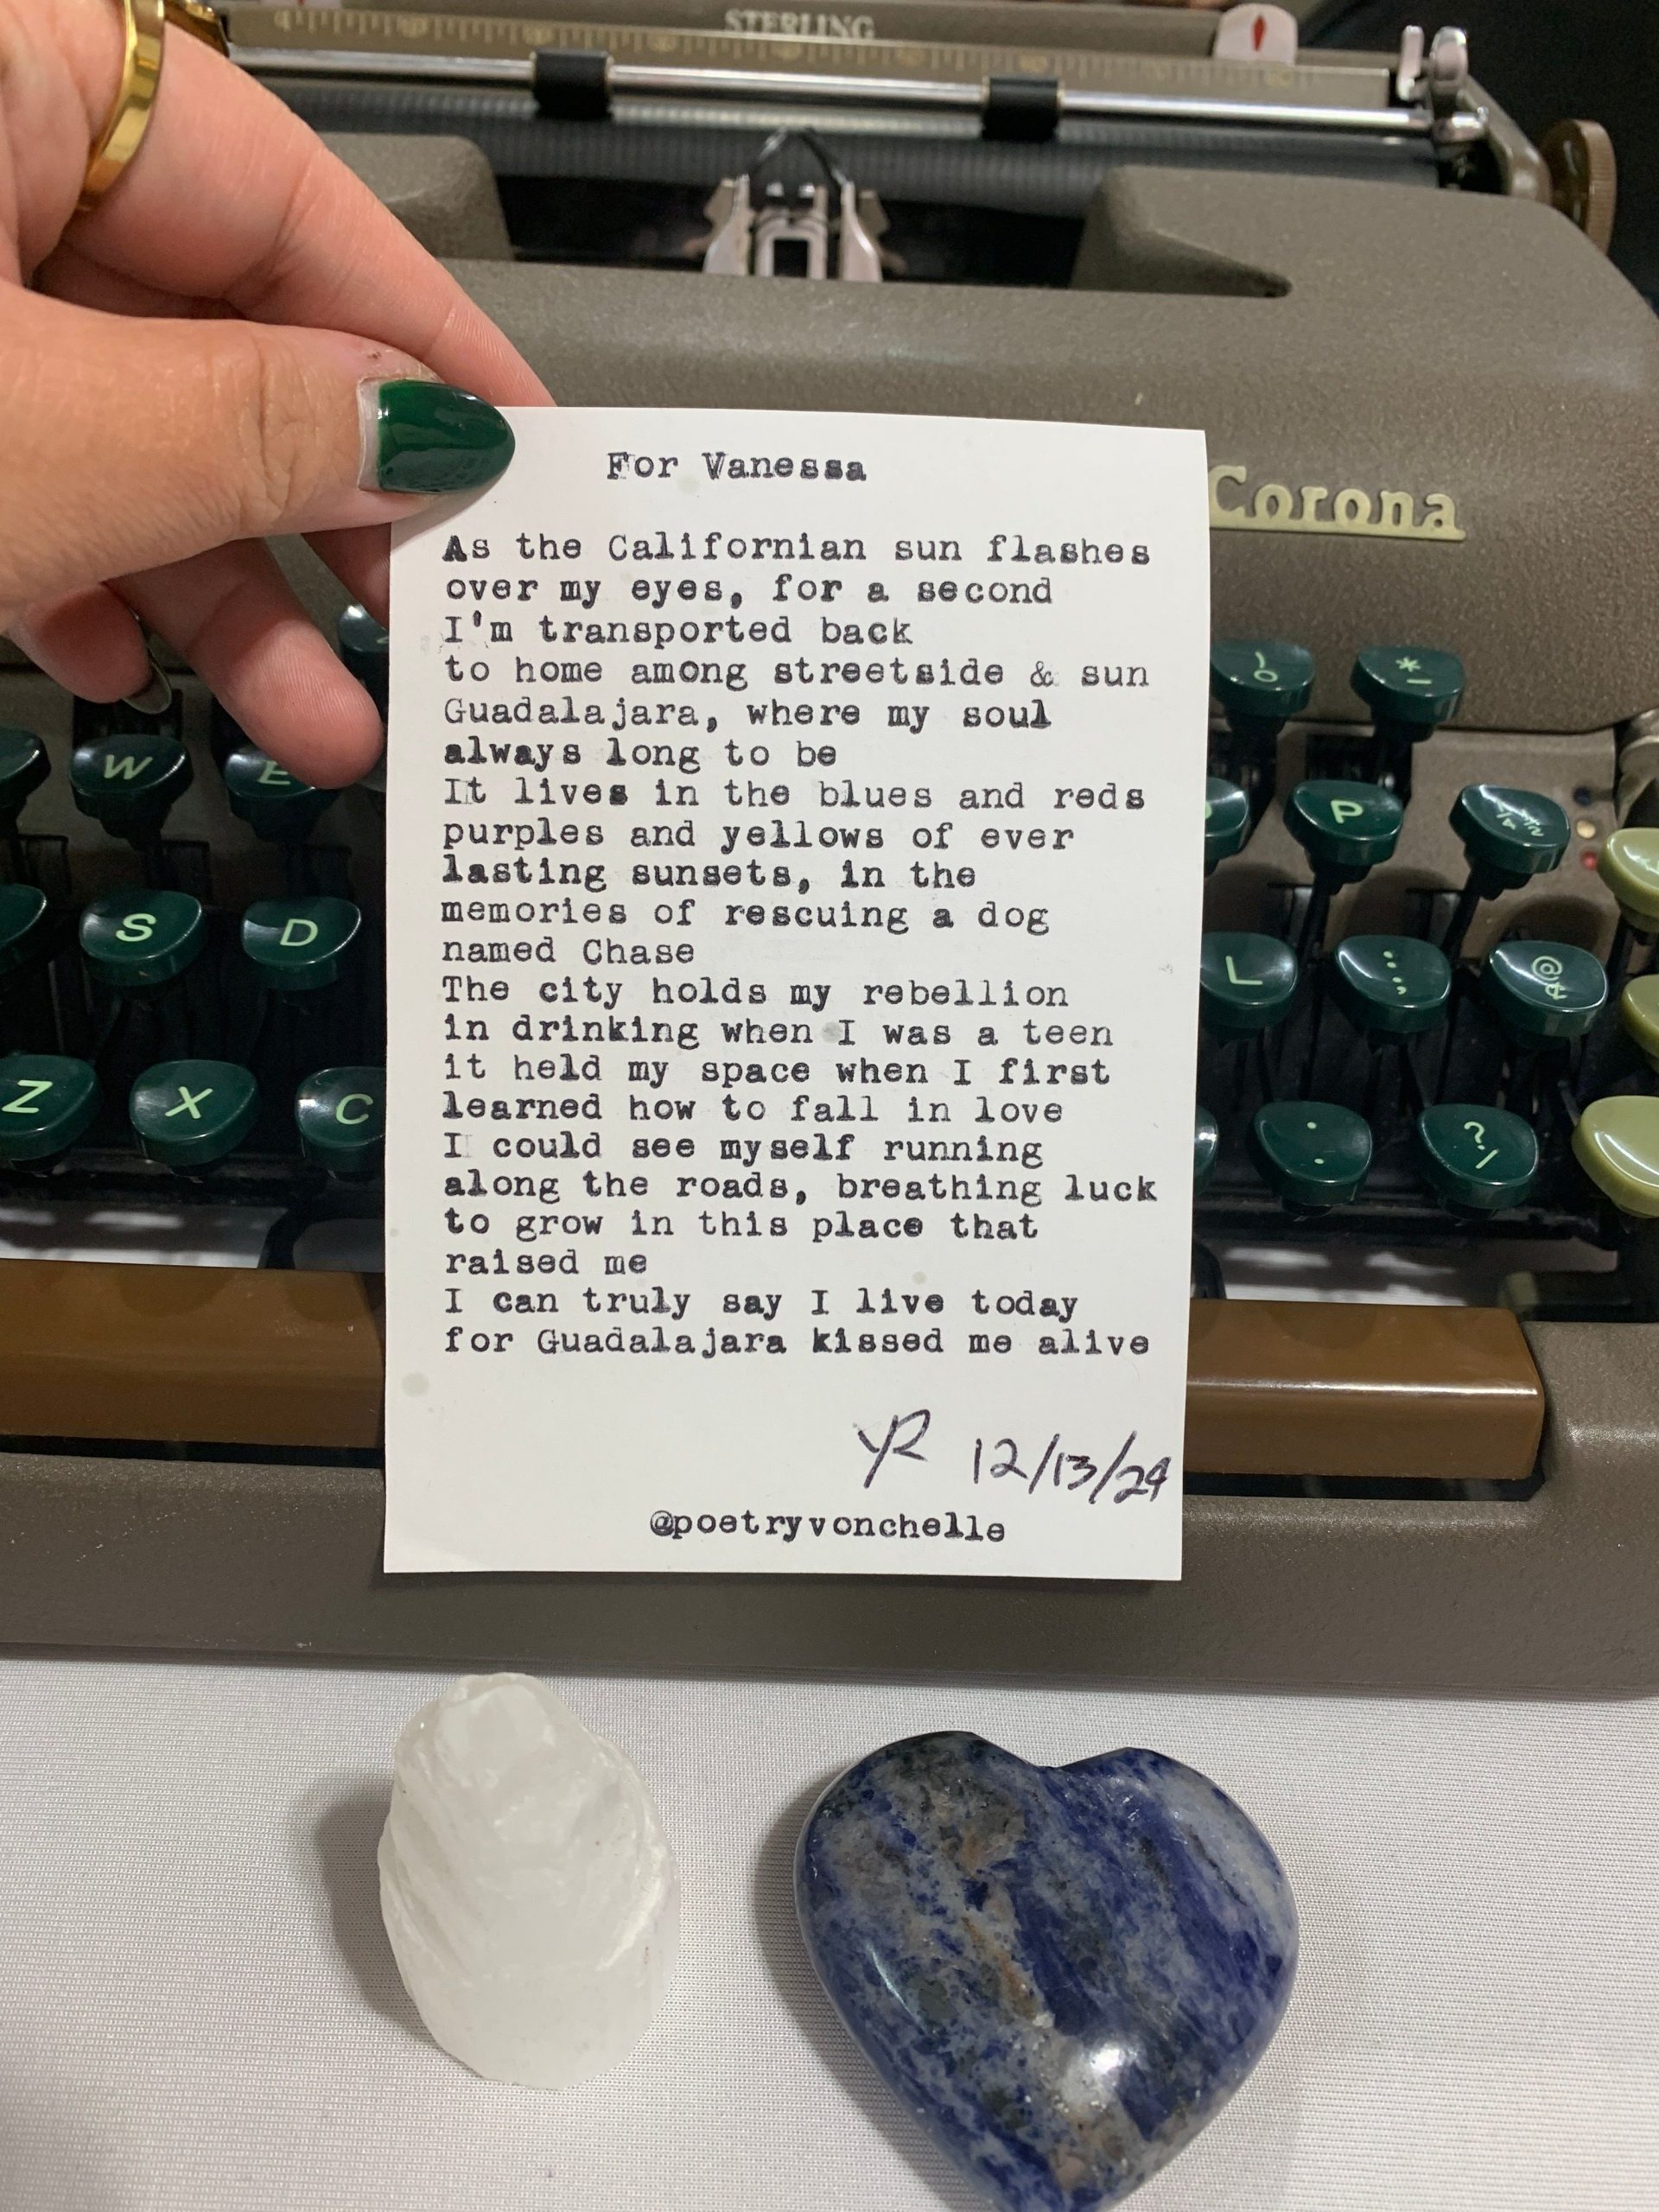 STERLING
For Vanessa
Corona
As the Californian sun flashes
over my eyes, for a second
I'm transported back
to home among streetside & sun
Guadalajara, where my soul
always long to be
It lives in the blues and reds
purples and yellows of ever
lasting sunsets, in the
memories of rescuing a dog
named Chase
The city holds my rebellion
in drinking when I was a teen
it held my space when I first
learned how to fall in love
I could see myself running
along the roads, breathing luck
to grow in this place that
raised me
I can truly say I live today
for Guadalajara kissed me alive
YR 12/13/24
@poetryvonchelle
) 0 * -
W E P
S D L : ; @ ¢
Z X C . . ? /